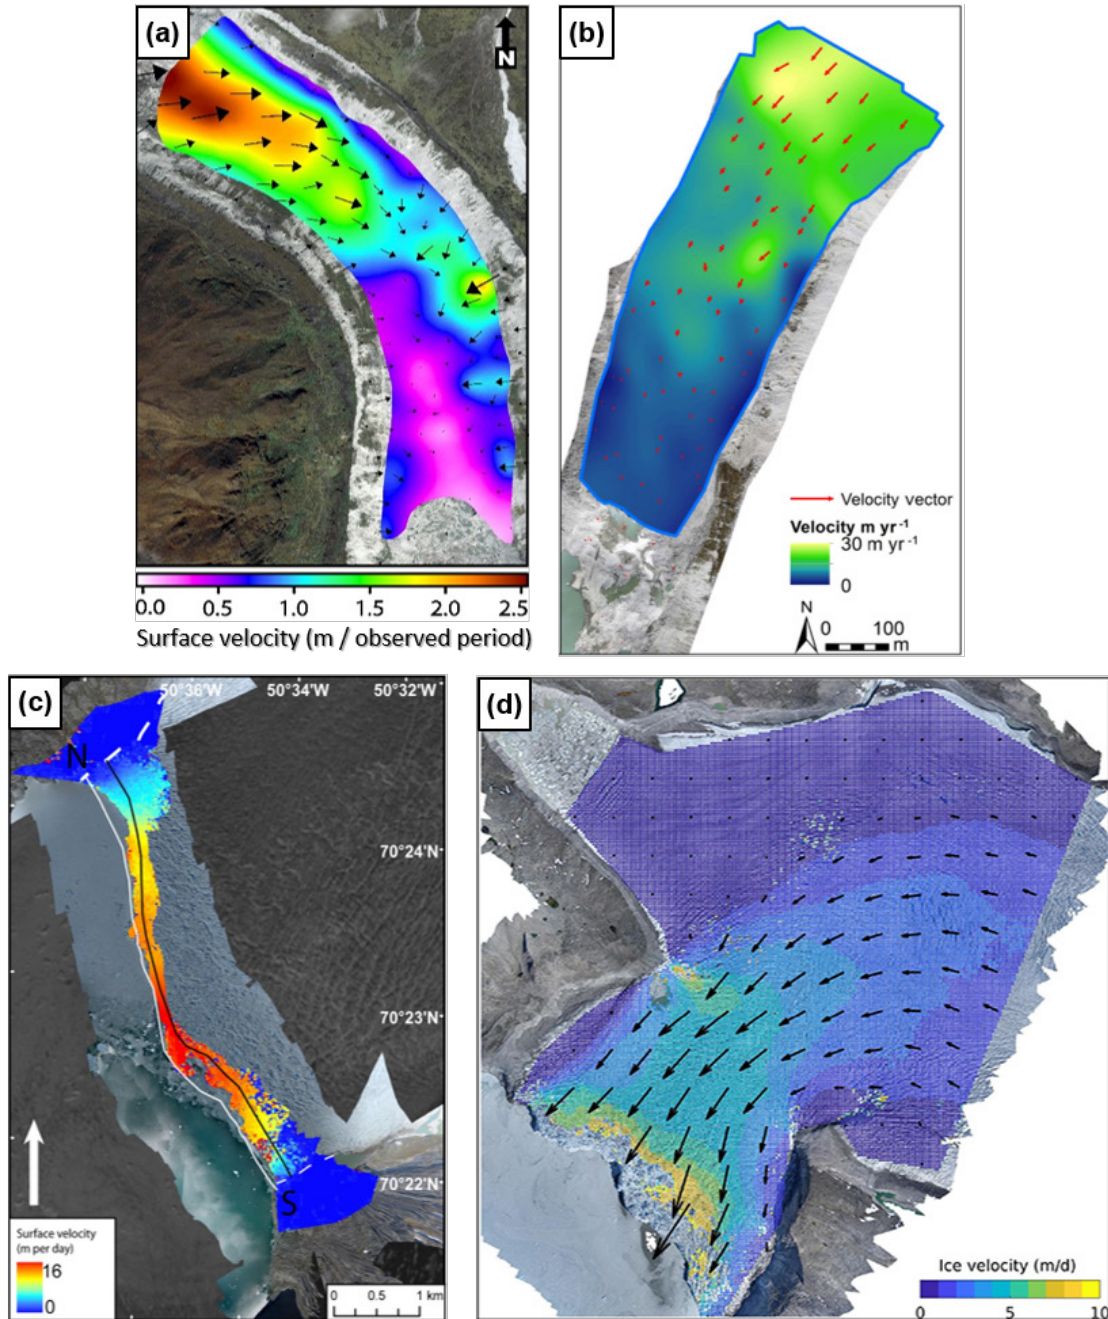 (a)
N
0.0 0.5 1.0 1.5 2.0 2.5
Surface velocity (m / observed period)
(b)
Velocity vector
Velocity m yr⁻¹
30 m yr⁻¹
0
N
0 100
m
(c)
50°36'W 50°34'W 50°32'W
N
70°24'N
70°23'N
70°22'N
S
Surface velocity
(m per day)
16
0
0 1 km
(d)
Ice velocity (m/d)
0 5 10